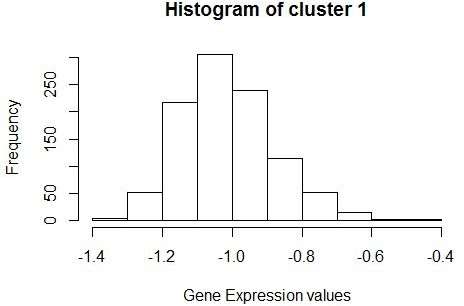 Histogram of cluster 1
Frequency
250
150
50
0
-1.4 -1.2 -1.0 -0.8 -0.6 -0.4
Gene Expression values